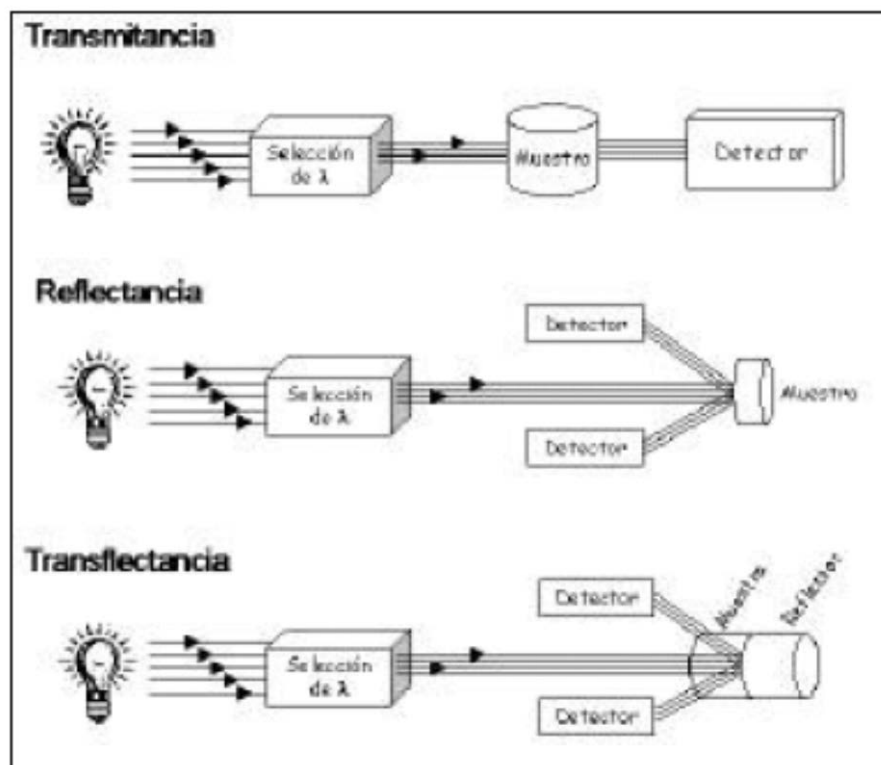 Transmitancia
Selección
de λ
Muestra
Detector
Reflectancia
Detector
Selección
de λ
Muestra
Detector
Transflectancia
Muestra
Reflector
Detector
Selección
de λ
Detector